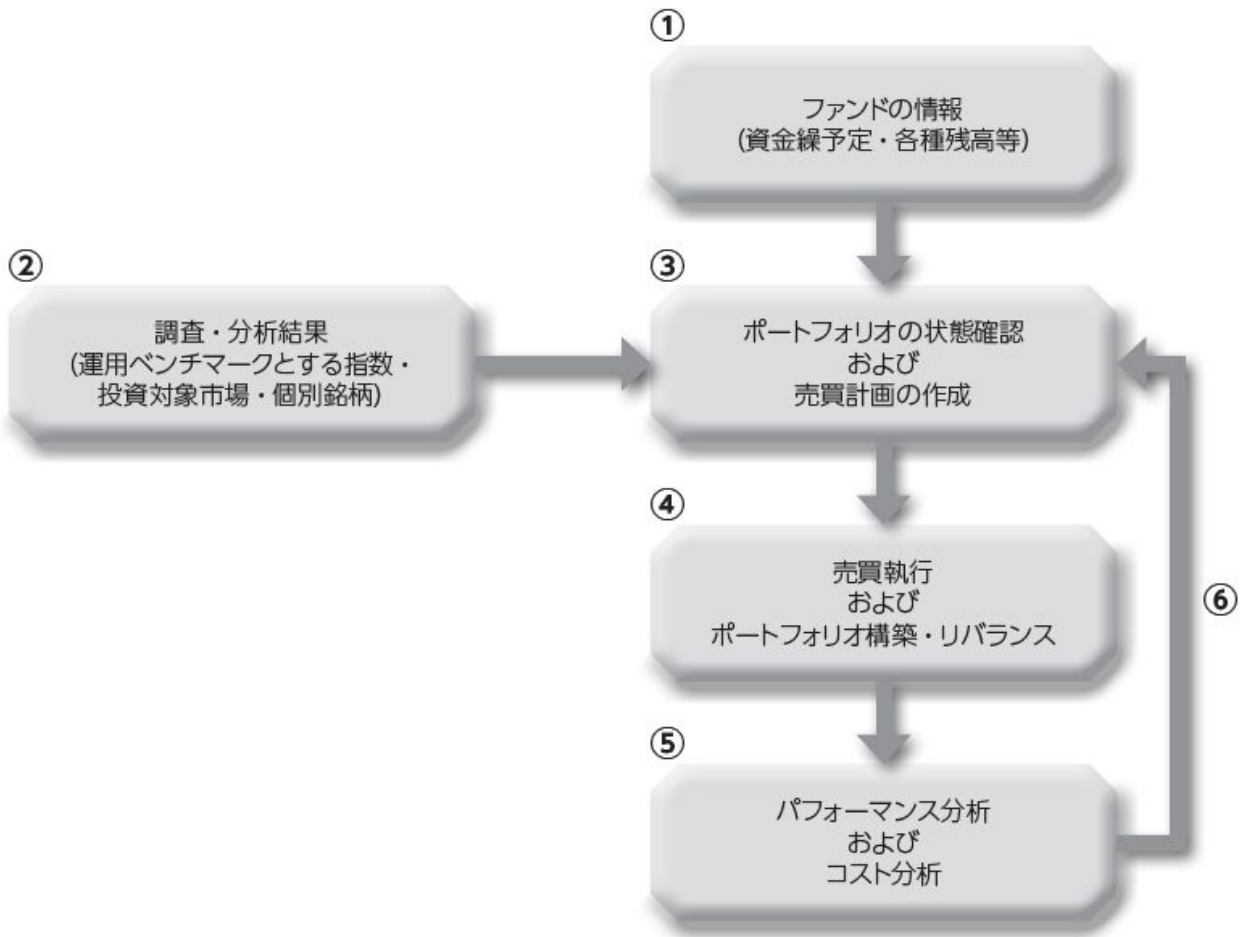 ①
ファンドの情報
(資金繰予定・各種残高等)
②
調査・分析結果
(運用ベンチマークとする指数・
投資対象市場・個別銘柄)
③
ポートフォリオの状態確認
および
売買計画の作成
④
売買執行
および
ポートフォリオ構築・リバランス
⑤
パフォーマンス分析
および
コスト分析
⑥